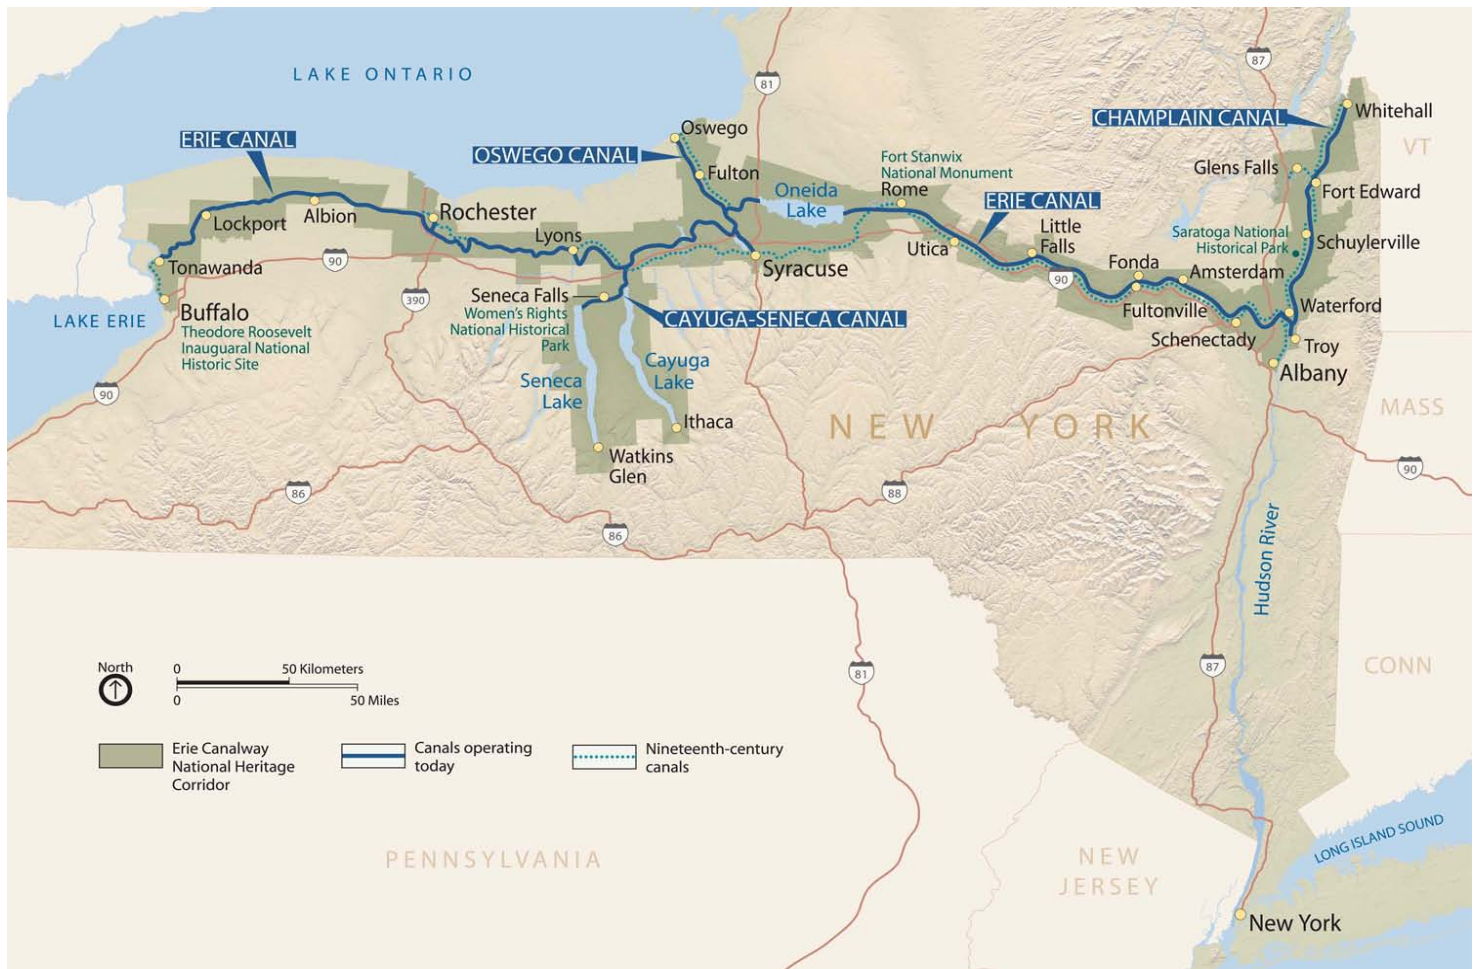 LAKE ONTARIO
81
87
Whitehall
CHAMPLAIN CANAL
VT
ERIE CANAL
Oswego
OSWEGO CANAL
Fulton
Fort Stanwix
National Monument
Rome
Glens Falls
Fort Edward
Oneida
Lake
ERIE CANAL
Lockport
Albion
Rochester
Lyons
Utica
Little
Falls
Saratoga National
Historical Park
Schuylerville
Tonawanda
90
Syracuse
90
Fonda
Amsterdam
Buffalo
Theodore Roosevelt
Inauguaral National
Historic Site
LAKE ERIE
390
Seneca Falls
Women's Rights
National Historical
Park
CAYUGA-SENECA CANAL
Fultonville
Schenectady
Waterford
Troy
Albany
90
Seneca
Lake
Cayuga
Lake
Ithaca
Watkins
Glen
NEW YORK
MASS
90
86
88
86
Hudson River
North
0
50 Kilometers
0
50 Miles
81
87
CONN
Erie Canalway
National Heritage
Corridor
Canals operating
today
Nineteenth-century
canals
PENNSYLVANIA
NEW
JERSEY
LONG ISLAND SOUND
New York